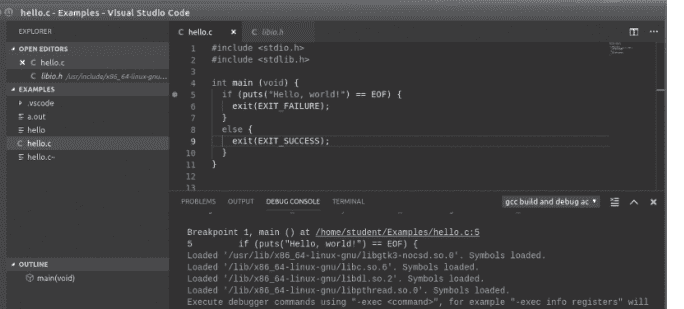 hello.c - Examples - Visual Studio Code
EXPLORER
OPEN EDITORS
hello.c
libio.h /usr/include/x86_64-linux-gnu...
EXAMPLES
.vscode
a.out
hello
hello.c
hello.c~
OUTLINE
main(void)
hello.c
libio.h
1 #include <stdio.h>
2 #include <stdlib.h>
3
4 int main (void) {
5 if (puts("Hello, world!") == EOF) {
6 exit(EXIT_FAILURE);
7 }
8 else {
9 exit(EXIT_SUCCESS);
10 }
11 }
12
13
PROBLEMS OUTPUT DEBUG CONSOLE TERMINAL
gcc build and debug ac
Breakpoint 1, main () at /home/student/Examples/hello.c:5
5 if (puts("Hello, world!") == EOF) {
Loaded '/usr/lib/x86_64-linux-gnu/libgtk3-nocsd.so.0'. Symbols loaded.
Loaded '/lib/x86_64-linux-gnu/libc.so.6'. Symbols loaded.
Loaded '/lib/x86_64-linux-gnu/libdl.so.2'. Symbols loaded.
Loaded '/lib/x86_64-linux-gnu/libpthread.so.0'. Symbols loaded.
Execute debugger commands using "-exec <command>", for example "-exec info registers" will